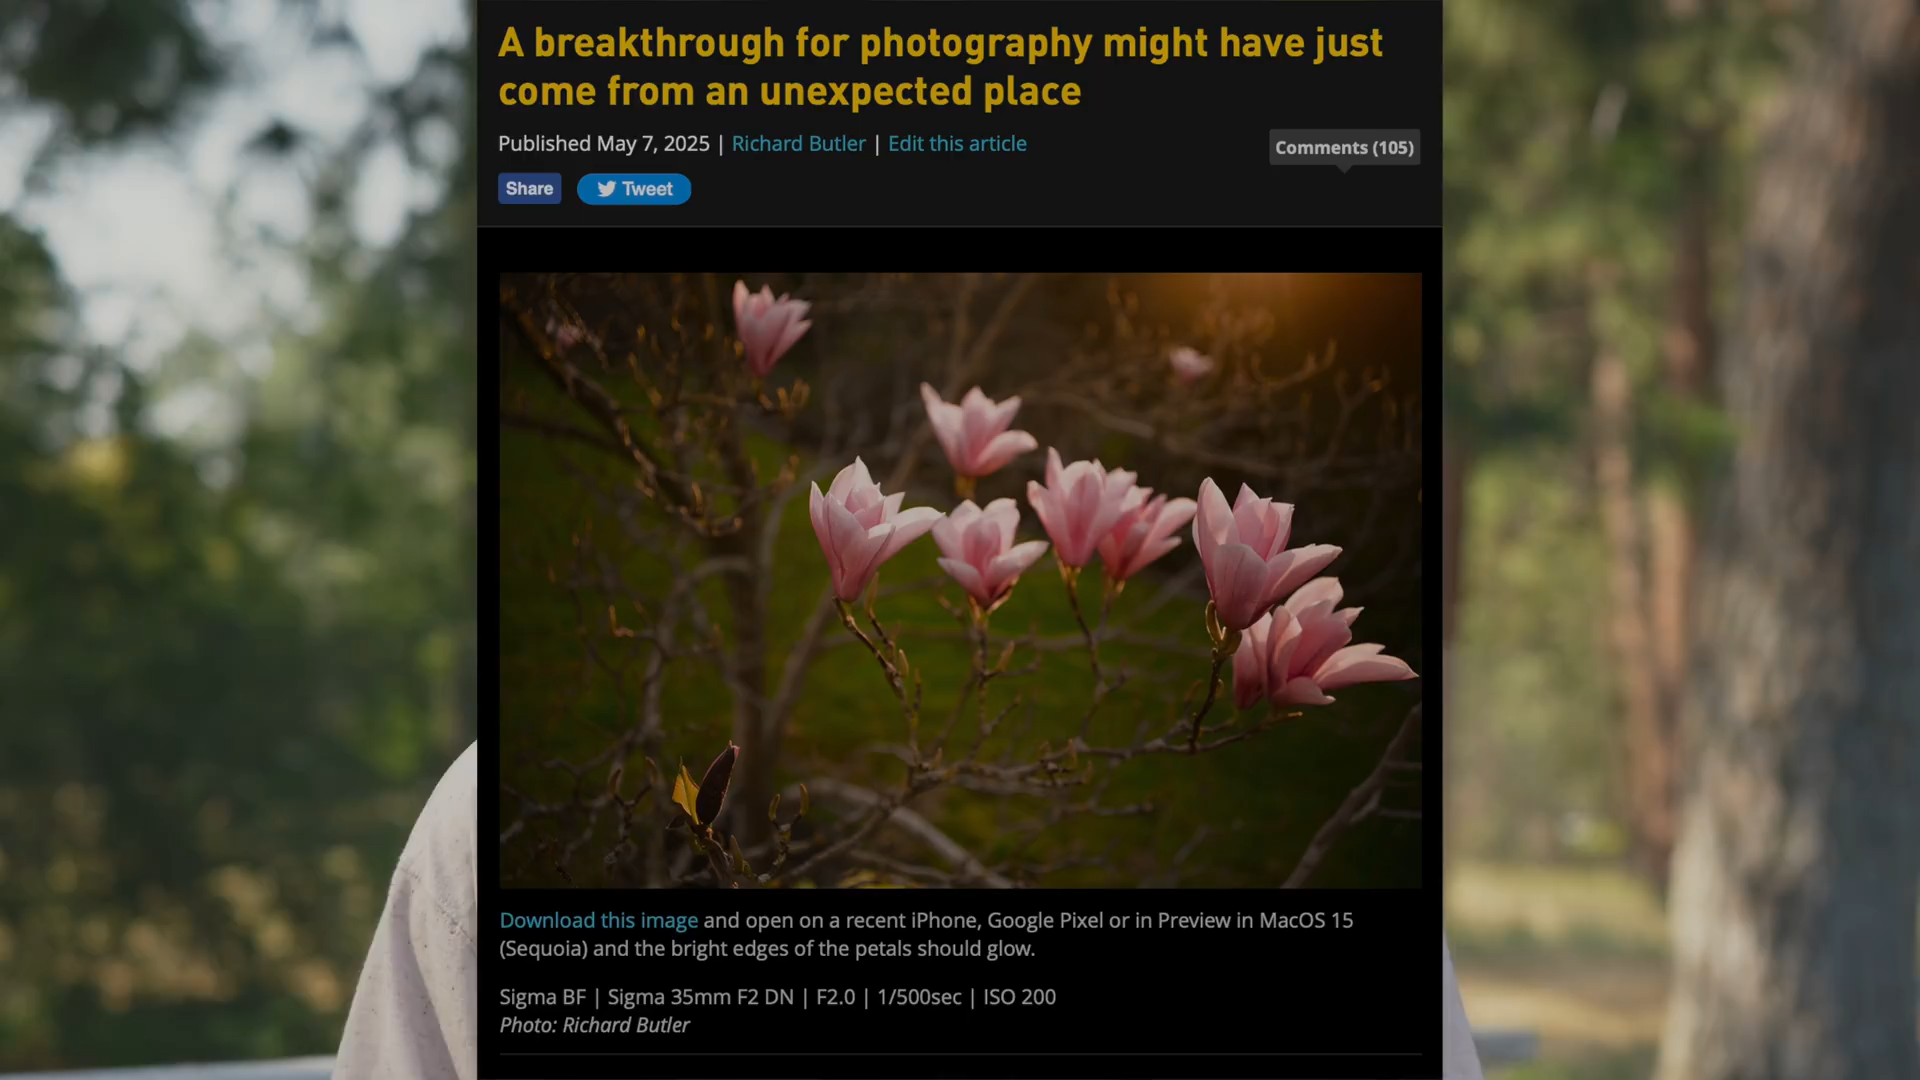 A breakthrough for photography might have just
come from an unexpected place
Published May 7, 2025 | Richard Butler | Edit this article
Comments (105)
Share
Tweet
Download this image and open on a recent iPhone, Google Pixel or in Preview in MacOS 15
(Sequoia) and the bright edges of the petals should glow.
Sigma BF | Sigma 35mm F2 DN | F2.0 | 1/500sec | ISO 200
Photo: Richard Butler